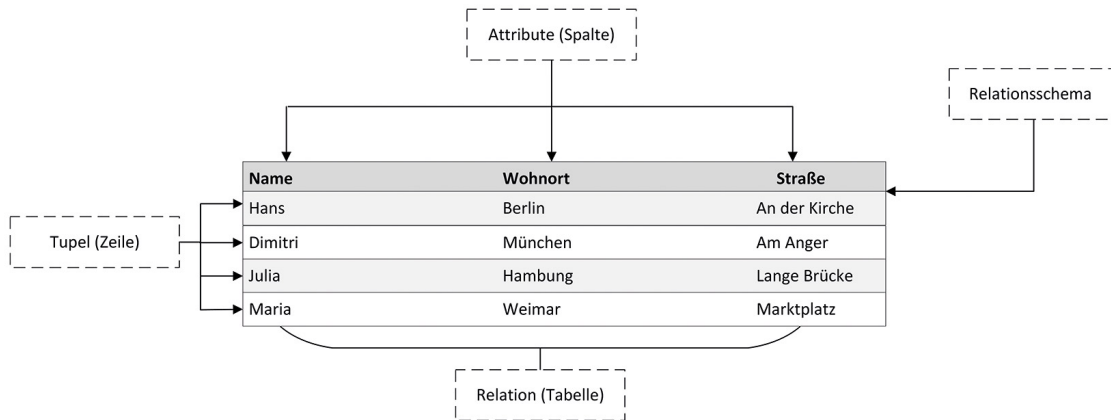 Attribute (Spalte)
Relationsschema
Name Wohnort Straße
Hans Berlin An der Kirche
Tupel (Zeile)
Dimitri München Am Anger
Julia Hambung Lange Brücke
Maria Weimar Marktplatz
Relation (Tabelle)